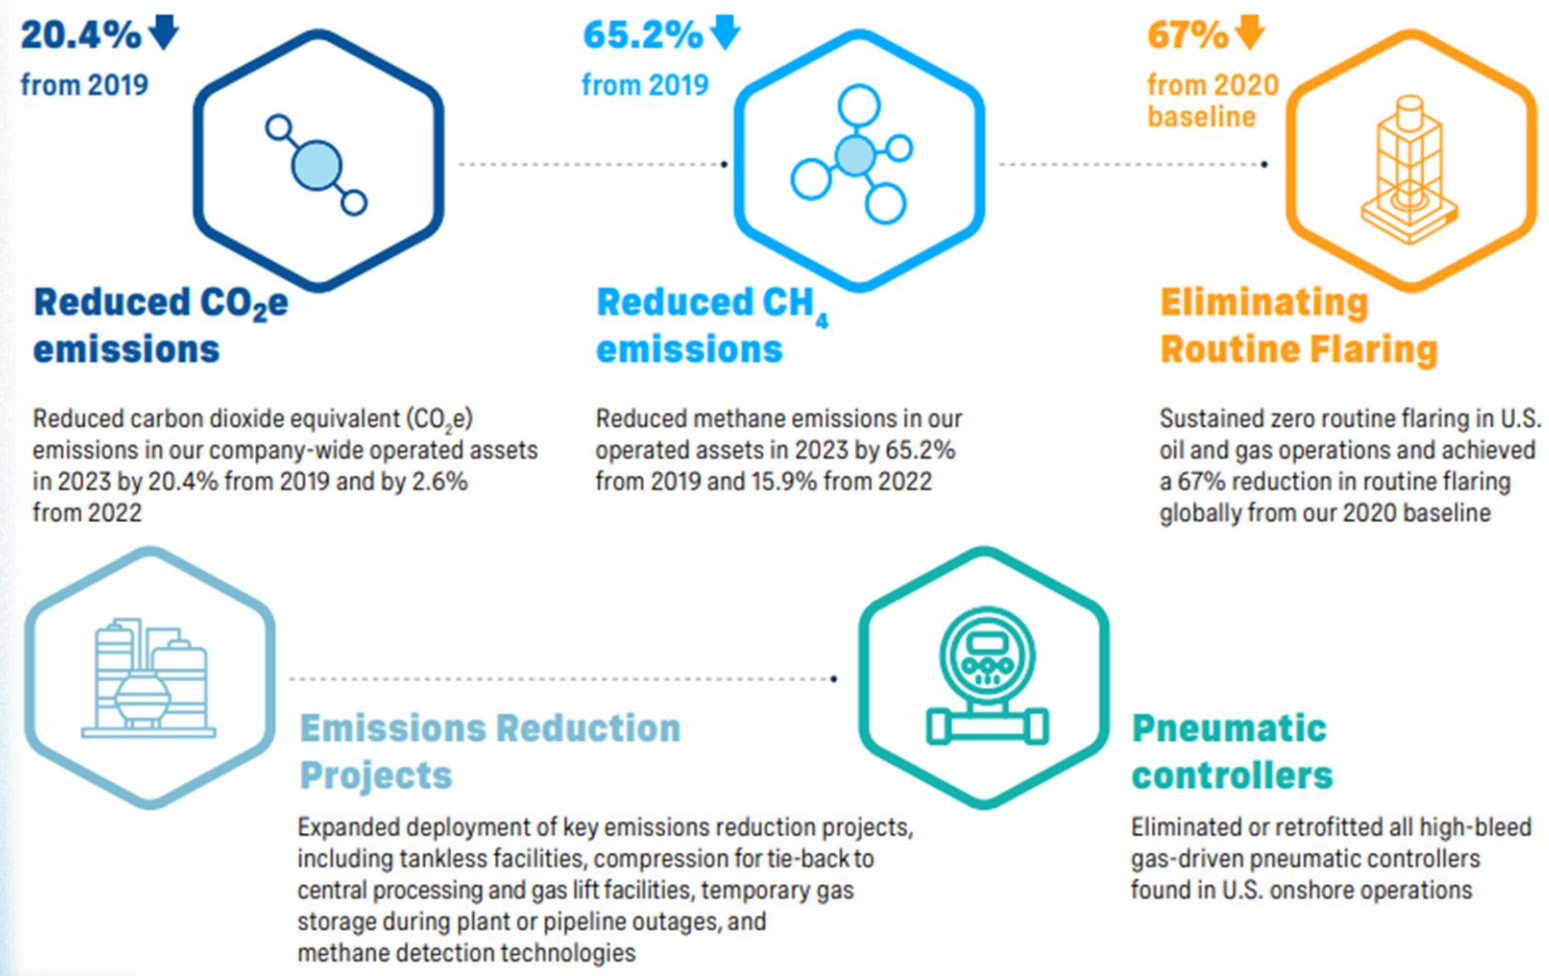 20.4%
from 2019
Reduced CO₂e
emissions
Reduced carbon dioxide equivalent (CO₂e)
emissions in our company-wide operated assets
in 2023 by 20.4% from 2019 and by 2.6%
from 2022
65.2%
from 2019
Reduced CH₄
emissions
Reduced methane emissions in our
operated assets in 2023 by 65.2%
from 2019 and 15.9% from 2022
67%
from 2020
baseline
Eliminating
Routine Flaring
Sustained zero routine flaring in U.S.
oil and gas operations and achieved
a 67% reduction in routine flaring
globally from our 2020 baseline
Emissions Reduction
Projects
Expanded deployment of key emissions reduction projects,
including tankless facilities, compression for tie-back to
central processing and gas lift facilities, temporary gas
storage during plant or pipeline outages, and
methane detection technologies
Pneumatic
controllers
Eliminated or retrofitted all high-bleed
gas-driven pneumatic controllers
found in U.S. onshore operations